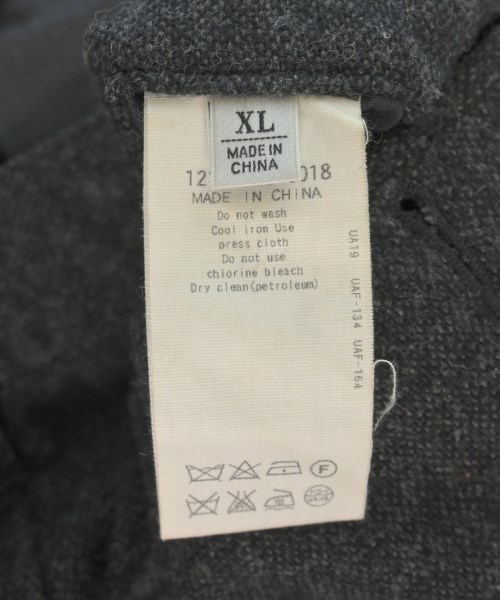 XL
MADE IN
CHINA
12 018
MADE IN CHINA
Do not wash
Cool iron Use
press cloth
Do not use
chlorine bleach
Dry clean(petroleum)
UA19 UAF-134 UAF-164
F